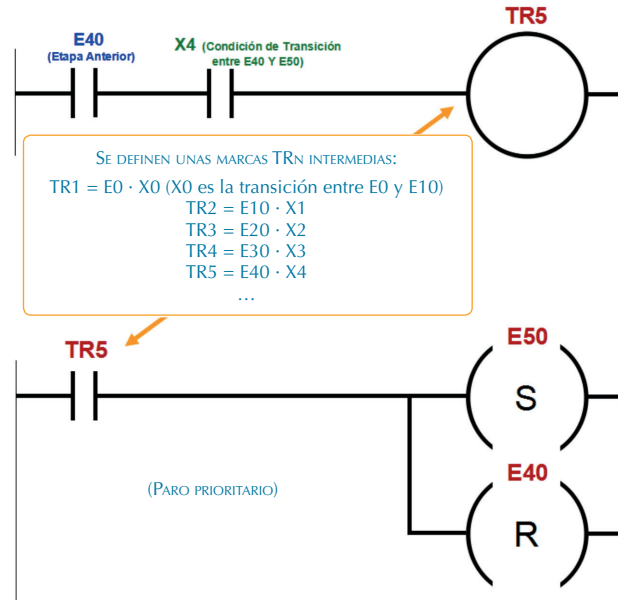 TR5
E40
(Etapa Anterior)
X4 (Condición de Transición
entre E40 Y E50)
Se definen unas marcas TRn intermedias:
TR1 = E0 · X0 (X0 es la transición entre E0 y E10)
TR2 = E10 · X1
TR3 = E20 · X2
TR4 = E30 · X3
TR5 = E40 · X4
…
TR5
E50
S
E40
(Paro prioritario)
R